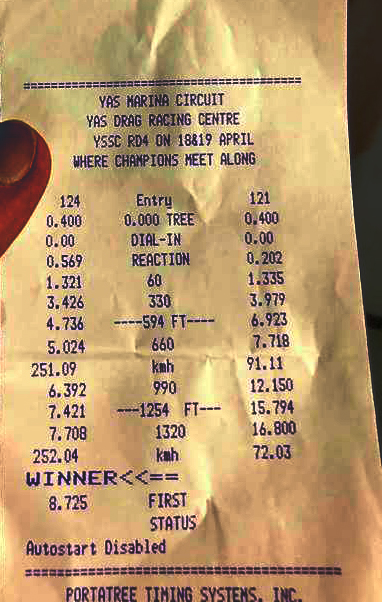 ==============================
YAS MARINA CIRCUIT
YAS DRAG RACING CENTRE
YSSC RD4 ON 18&19 APRIL
WHERE CHAMPIONS MEET ALONG
124 Entry 121
0.400 0.000 TREE 0.400
0.00 DIAL-IN 0.00
0.569 REACTION 0.202
1.321 60 1.335
3.426 330 3.979
4.736 ----594 FT---- 6.923
5.024 660 7.718
251.09 kmh 91.11
6.392 990 12.150
7.421 ---1254 FT--- 15.794
7.708 1320 16.800
252.04 kmh 72.03
WINNER<<==
8.725 FIRST
STATUS
Autostart Disabled
==============================
PORTATREE TIMING SYSTEMS, INC.